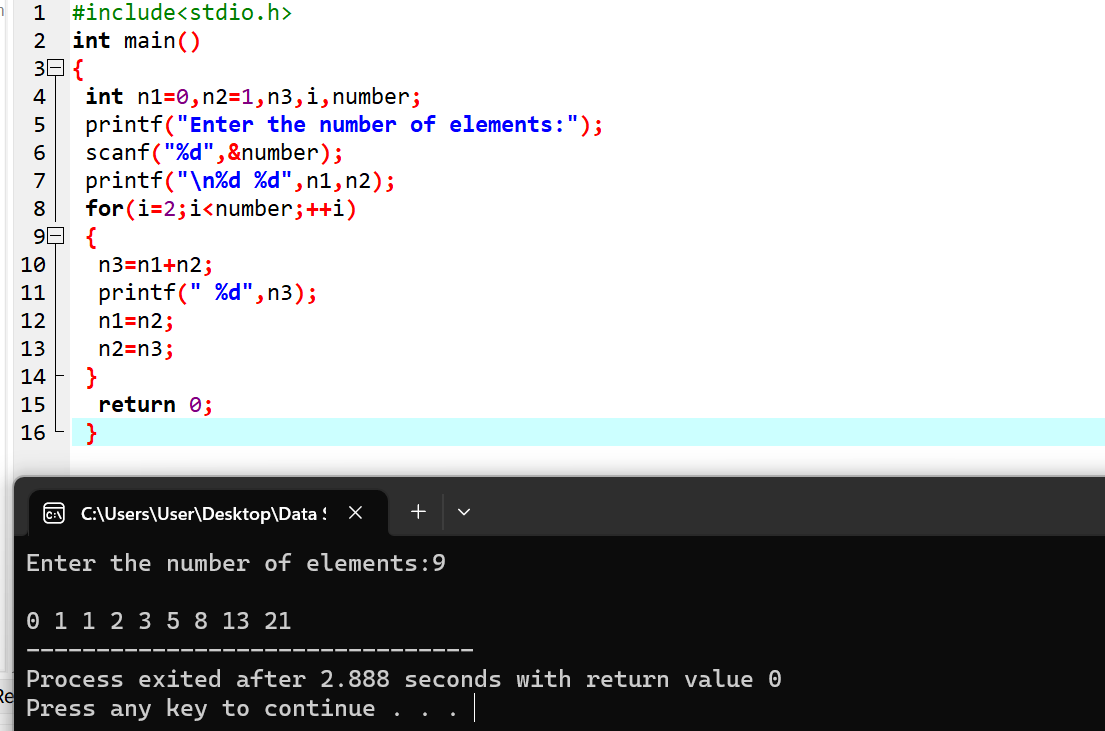 1 #include<stdio.h>
2 int main()
3 {
4 int n1=0,n2=1,n3,i,number;
5 printf("Enter the number of elements:");
6 scanf("%d",&number);
7 printf("\n%d %d",n1,n2);
8 for(i=2;i<number;++i)
9 {
10 n3=n1+n2;
11 printf(" %d",n3);
12 n1=n2;
13 n2=n3;
14 }
15 return 0;
16 }
C:\Users\User\Desktop\Data
Enter the number of elements:9
0 1 1 2 3 5 8 13 21
--------------------------------
Process exited after 2.888 seconds with return value 0
Press any key to continue . . .